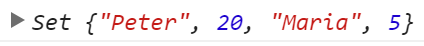 Set {"Peter", 20, "Maria", 5}